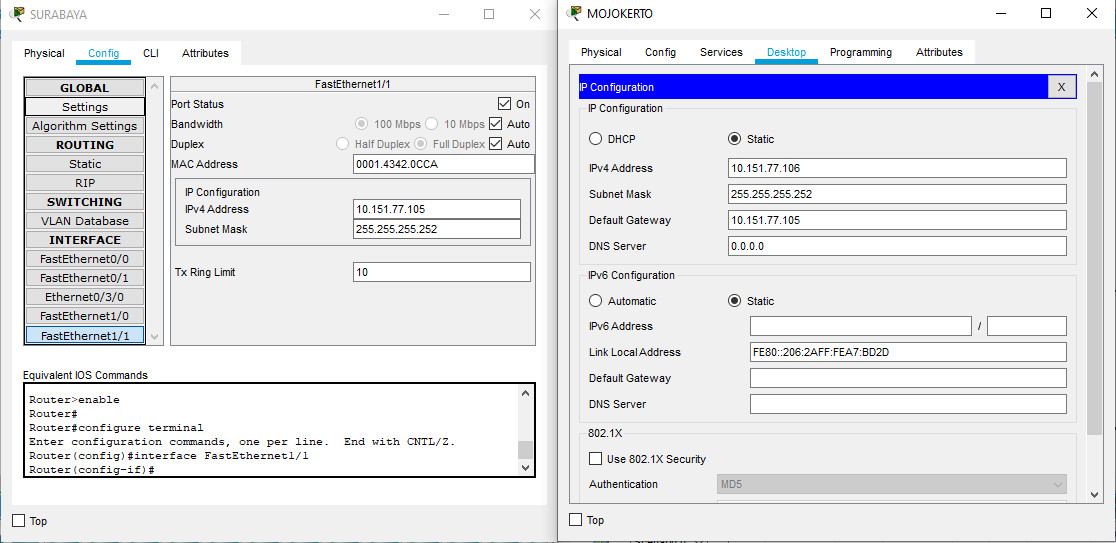 SURABAYA
Physical Config CLI Attributes
GLOBAL
Settings
Algorithm Settings
ROUTING
Static
RIP
SWITCHING
VLAN Database
INTERFACE
FastEthernet0/0
FastEthernet0/1
Ethernet0/3/0
FastEthernet1/0
FastEthernet1/1
FastEthernet1/1
Port Status On
Bandwidth 100 Mbps 10 Mbps Auto
Duplex Half Duplex Full Duplex Auto
MAC Address 0001.4342.0CCA
IP Configuration
IPv4 Address 10.151.77.105
Subnet Mask 255.255.255.252
Tx Ring Limit 10
Equivalent IOS Commands
Router>enable
Router#
Router#configure terminal
Enter configuration commands, one per line. End with CNTL/Z.
Router(config)#interface FastEthernet1/1
Router(config-if)#
Top
MOJOKERTO
Physical Config Services Desktop Programming Attributes
IP Configuration X
IP Configuration
DHCP Static
IPv4 Address 10.151.77.106
Subnet Mask 255.255.255.252
Default Gateway 10.151.77.105
DNS Server 0.0.0.0
IPv6 Configuration
Automatic Static
IPv6 Address /
Link Local Address FE80::206:2AFF:FEA7:BD2D
Default Gateway
DNS Server
802.1X
Use 802.1X Security
Authentication MD5
Top